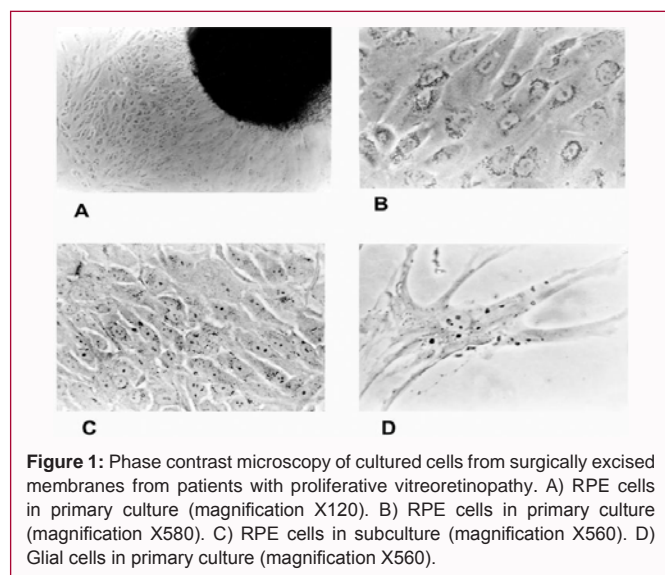 A
B
C
D
Figure 1: Phase contrast microscopy of cultured cells from surgically excised
membranes from patients with proliferative vitreoretinopathy. A) RPE cells
in primary culture (magnification X120). B) RPE cells in primary culture
(magnification X580). C) RPE cells in subculture (magnification X560). D)
Glial cells in primary culture (magnification X560).